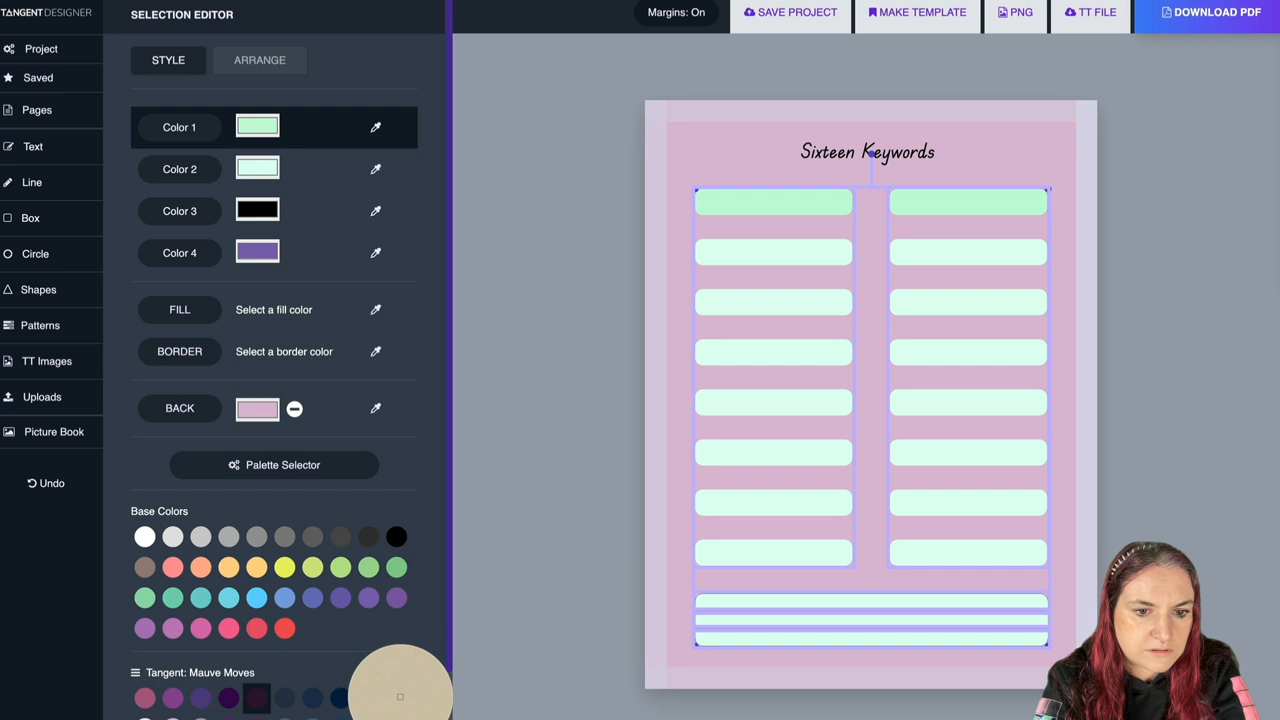 TANGENT DESIGNER
SELECTION EDITOR
Margins: On
SAVE PROJECT
MAKE TEMPLATE
PNG
TT FILE
DOWNLOAD PDF
Project
Saved
Pages
Text
Line
Box
Circle
Shapes
Patterns
TT Images
Uploads
Picture Book
Undo
STYLE
ARRANGE
Color 1
Color 2
Color 3
Color 4
FILL
Select a fill color
BORDER
Select a border color
BACK
Palette Selector
Base Colors
Tangent: Mauve Moves
Sixteen Keywords